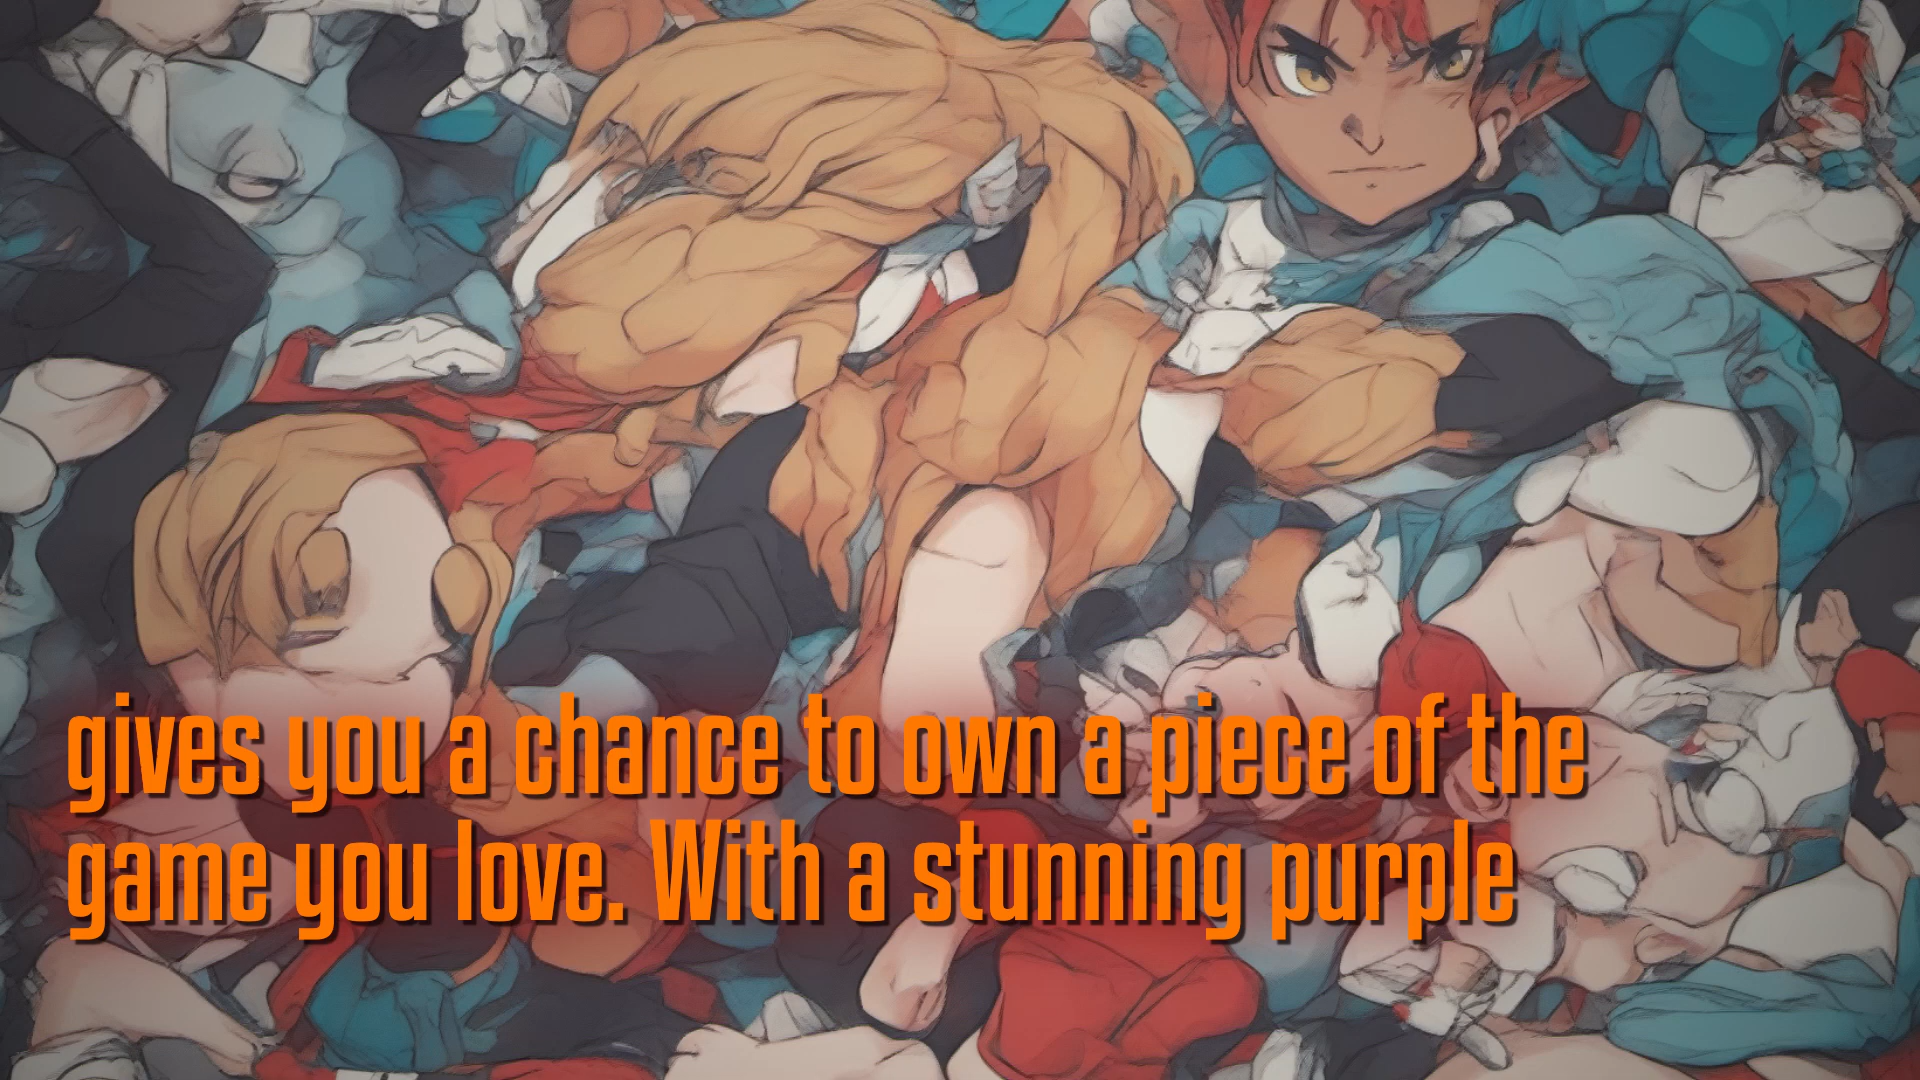 gives you a chance to own a piece of the
game you love. With a stunning purple